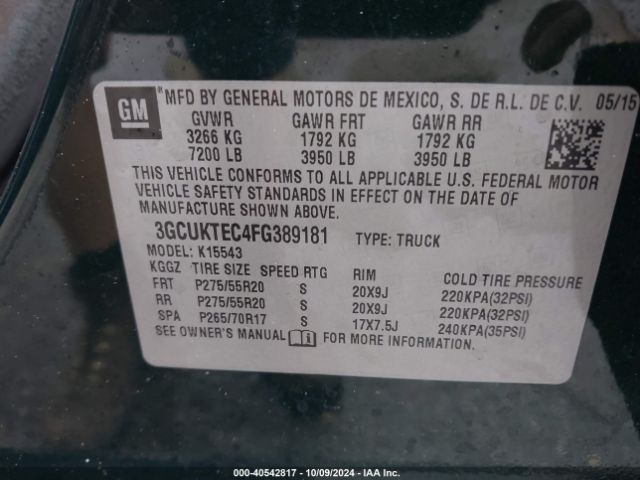 GM
MFD BY GENERAL MOTORS DE MEXICO, S. DE R.L. DE C.V. 05/15
GVWR GAWR FRT GAWR RR
3266 KG 1792 KG 1792 KG
7200 LB 3950 LB 3950 LB
THIS VEHICLE CONFORMS TO ALL APPLICABLE U.S. FEDERAL MOTOR
VEHICLE SAFETY STANDARDS IN EFFECT ON THE DATE OF
MANUFACTURE SHOWN ABOVE.
3GCUKTEC4FG389181 TYPE: TRUCK
MODEL: K15543
KGGZ TIRE SIZE SPEED RTG RIM COLD TIRE PRESSURE
FRT P275/55R20 S 20X9J 220KPA(32PSI)
RR P275/55R20 S 20X9J 220KPA(32PSI)
SPA P265/70R17 S 17X7.5J 240KPA(35PSI)
SEE OWNER'S MANUAL FOR MORE INFORMATION.
000-40542817 - 10/09/2024 - IAA Inc.